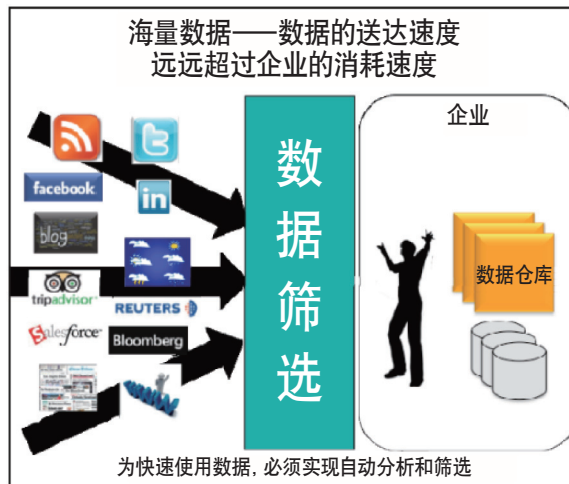 海量数据——数据的送达速度
远远超过企业的消耗速度
企业
facebook
in
blog
tripadvisor
REUTERS
salesforce
Bloomberg
www
数据筛选
数据仓库
为快速使用数据, 必须实现自动分析和筛选